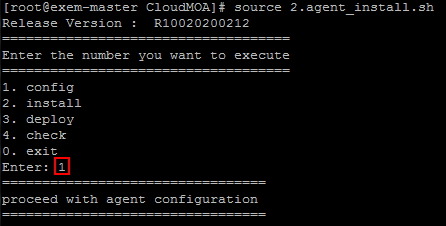 [root@exem-master CloudMOA]# source 2.agent_install.sh
Release Version :  R10020200212
===================================
Enter the number you want to execute
===================================
1. config
2. install
3. deploy
4. check
0. exit
Enter: 1
================================
proceed with agent configuration
================================